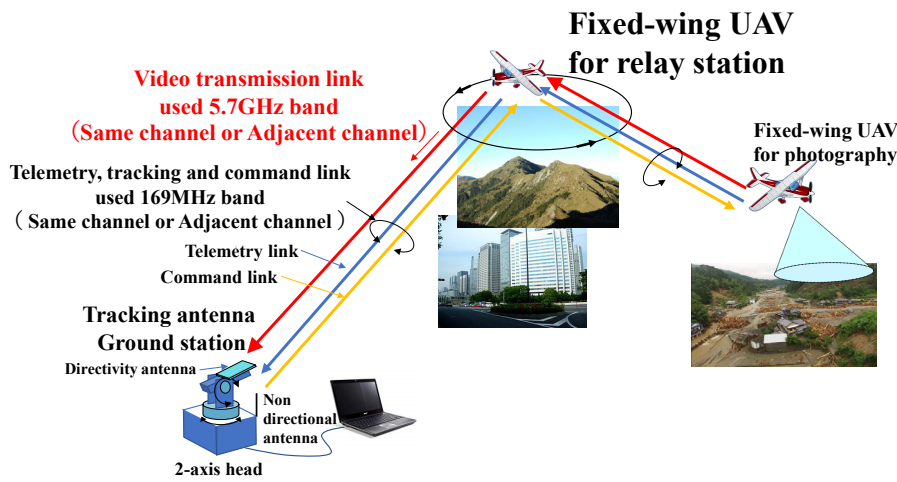 Fixed-wing UAV
for relay station
Video transmission link
used 5.7GHz band
(Same channel or Adjacent channel)
Fixed-wing UAV
for photography
Telemetry, tracking and command link
used 169MHz band
( Same channel or Adjacent channel )
Telemetry link
Command link
Tracking antenna
Ground station
Directivity antenna
Non
directional
antenna
2-axis head